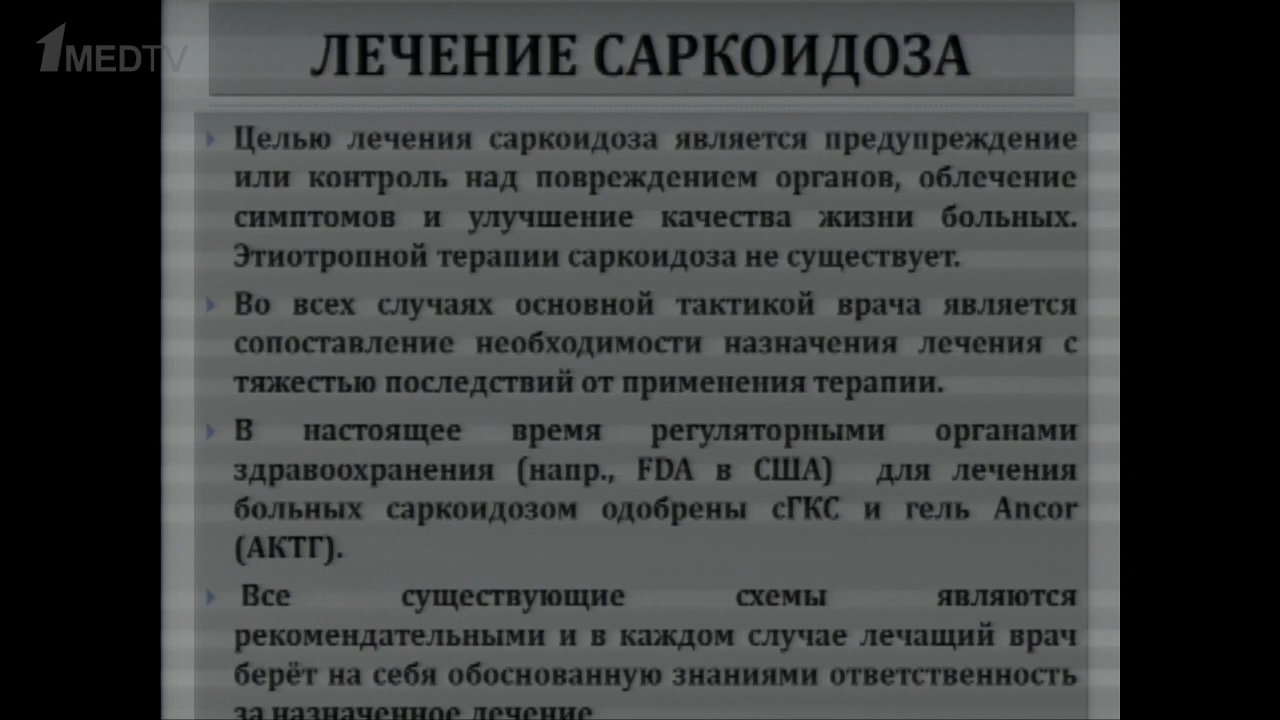 1MEDTV
ЛЕЧЕНИЕ САРКОИДОЗА
Целью лечения саркоидоза является предупреждение
или контроль над повреждением органов, облечение
симптомов и улучшение качества жизни больных.
Этиотропной терапии саркоидоза не существует.
Во всех случаях основной тактикой врача является
сопоставление необходимости назначения лечения с
тяжестью последствий от применения терапии.
В настоящее время регуляторными органами
здравоохранения (напр., FDA в США) для лечения
больных саркоидозом одобрены сГКС и гель Ancor
(АКТГ).
Все существующие схемы являются
рекомендательными и в каждом случае лечащий врач
берёт на себя обоснованную знаниями ответственность
за назначенное лечение